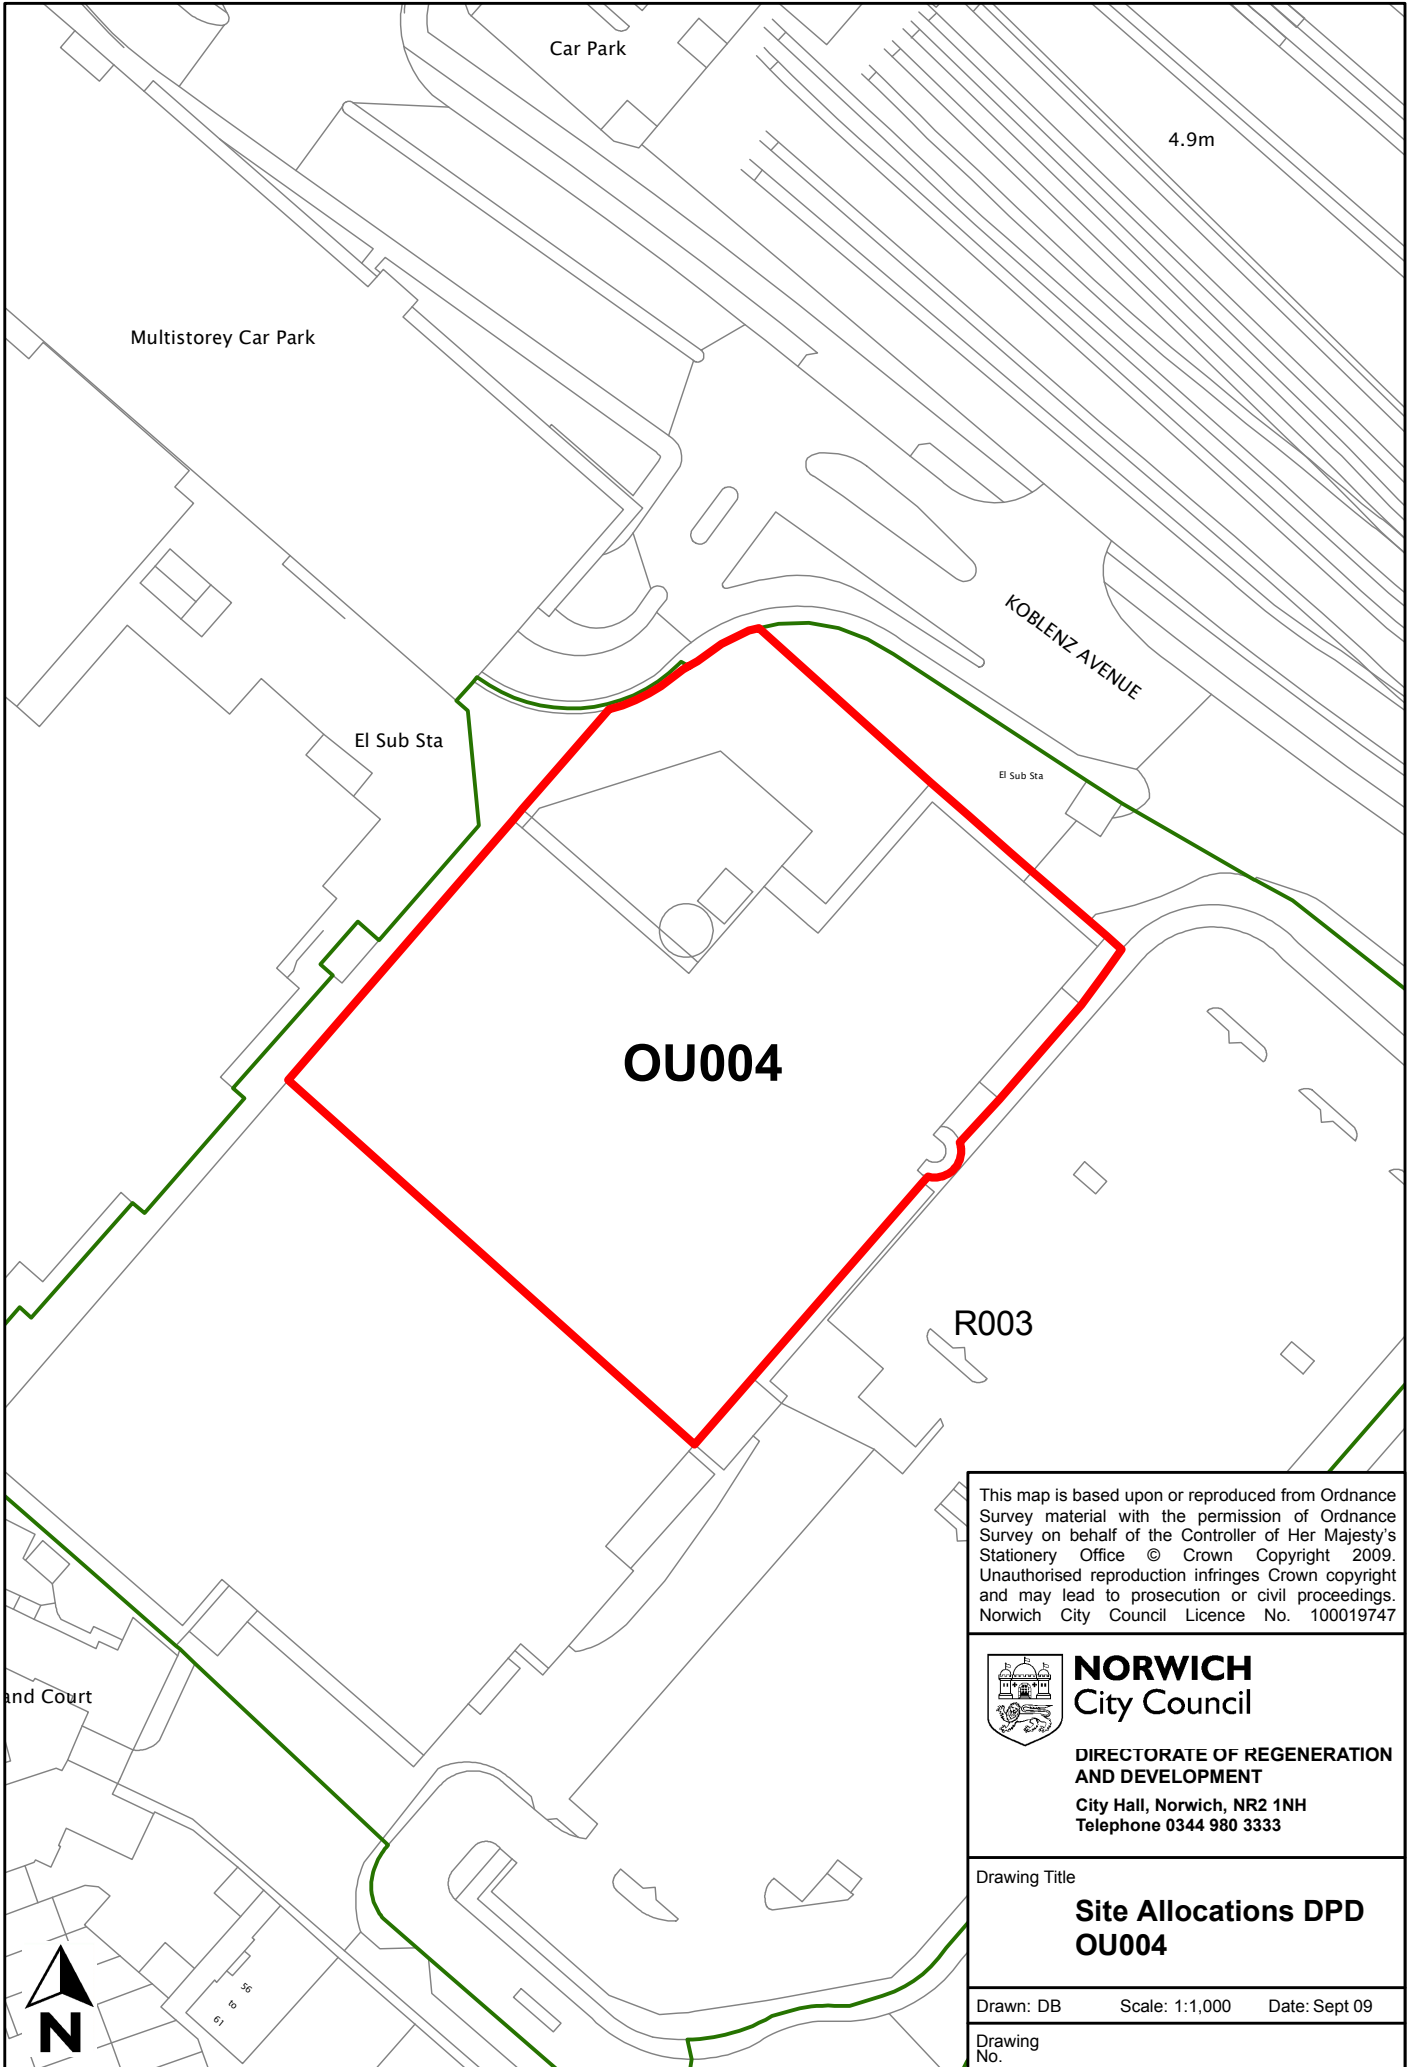 Car Park
4.9m
Multistorey Car Park
KOBLENZ AVENUE
El Sub Sta
El Sub Sta
OU004
R003
This map is based upon or reproduced from Ordnance
Survey material with the permission of Ordnance
Survey on behalf of the Controller of Her Majesty's
Stationery Office © Crown Copyright 2009.
Unauthorised reproduction infringes Crown copyright
and may lead to prosecution or civil proceedings.
Norwich City Council Licence No. 100019747
NORWICH
City Council
DIRECTORATE OF REGENERATION
AND DEVELOPMENT
City Hall, Norwich, NR2 1NH
Telephone 0344 980 3333
and Court
Drawing Title
Site Allocations DPD
OU004
56
to
61
N
Drawn: DB Scale: 1:1,000 Date: Sept 09
Drawing
No.